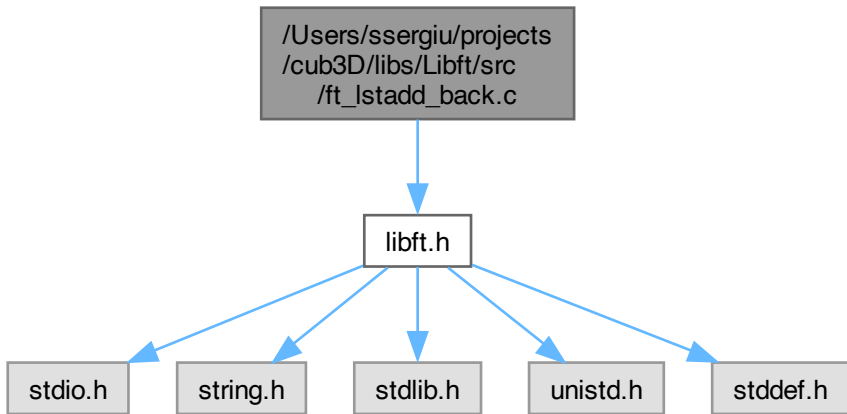 /Users/ssergiu/projects
/cub3D/libs/Libft/src
/ft_lstadd_back.c
libft.h
stdio.h
string.h
stdlib.h
unistd.h
stddef.h